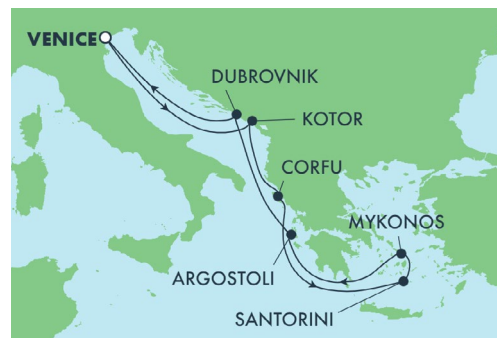 VENICE
DUBROVNIK
KOTOR
CORFU
MYKONOS
ARGOSTOLI
SANTORINI